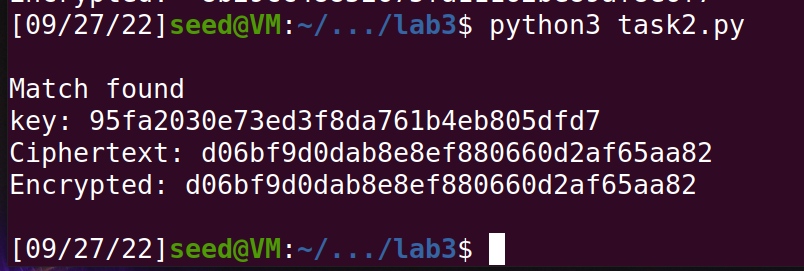 [09/27/22]seed@VM:~/.../lab3$ python3 task2.py
Match found
key: 95fa2030e73ed3f8da761b4eb805dfd7
Ciphertext: d06bf9d0dab8e8ef880660d2af65aa82
Encrypted: d06bf9d0dab8e8ef880660d2af65aa82
[09/27/22]seed@VM:~/.../lab3$